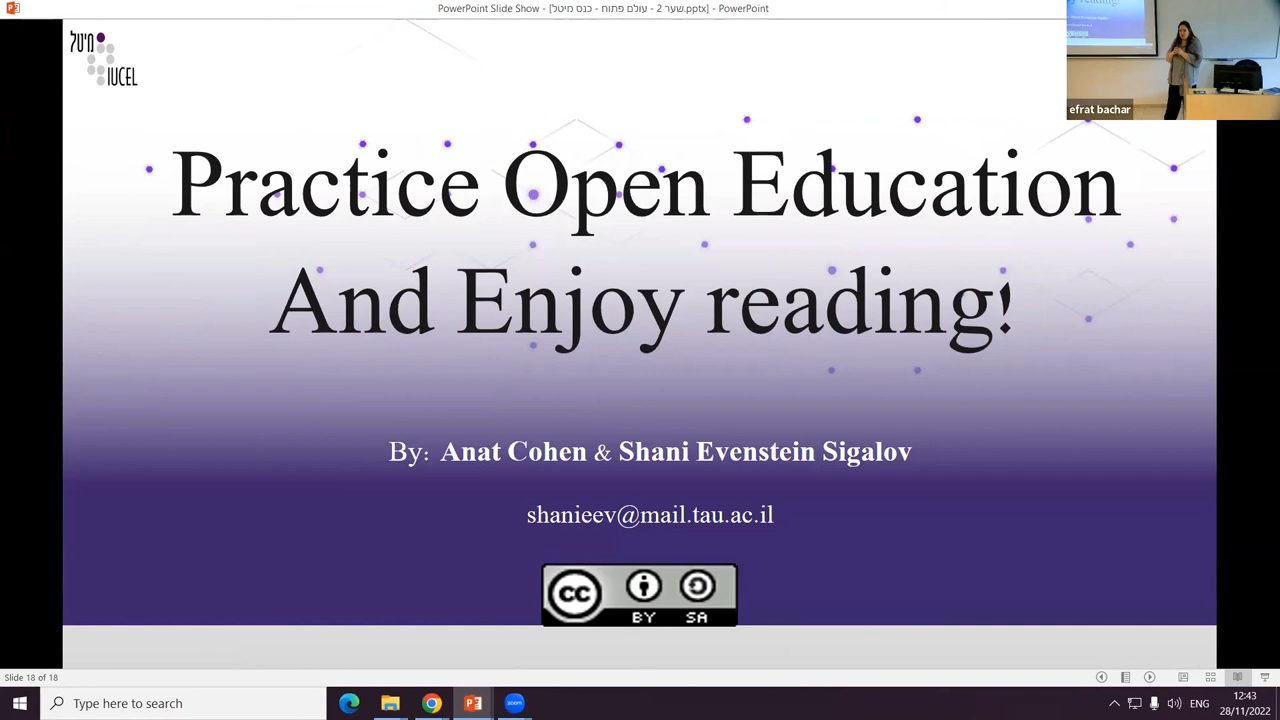 PowerPoint Slide Show - [שער 2 - עולם פתוח - כנס מיטל.pptx] - PowerPoint
מיטל
IUCEL
efrat bachar
Practice Open Education
And Enjoy reading!
By: Anat Cohen & Shani Evenstein Sigalov
shanieev@mail.tau.ac.il
cc
BY SA
Slide 18 of 18
Type here to search
zoom
ENG
12:43
28/11/2022